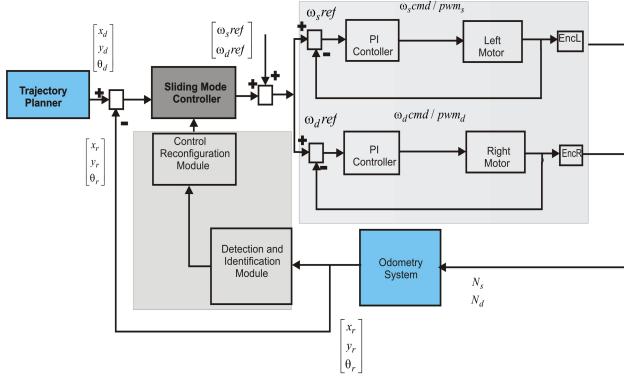 ω_s cmd / pwm_s
ω_s ref
x_d
y_d
θ_d
ω_s ref
ω_d ref
+
-
PI
Contoller
Left
Motor
EncL
Trajectory
Planner
+
-
Sliding Mode
Controller
+
+
ω_d ref
ω_d cmd / pwm_d
+
-
PI
Controller
Right
Motor
EncR
x_r
y_r
θ_r
Control
Reconfiguration
Module
Detection and
Identification
Module
Odometry
System
N_s
N_d
x_r
y_r
θ_r